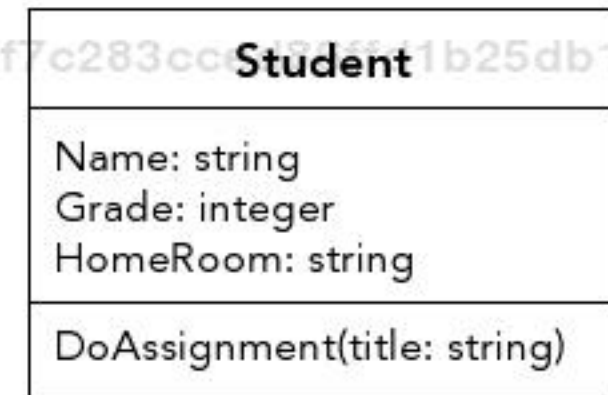 Student
Name: string
Grade: integer
HomeRoom: string
DoAssignment(title: string)